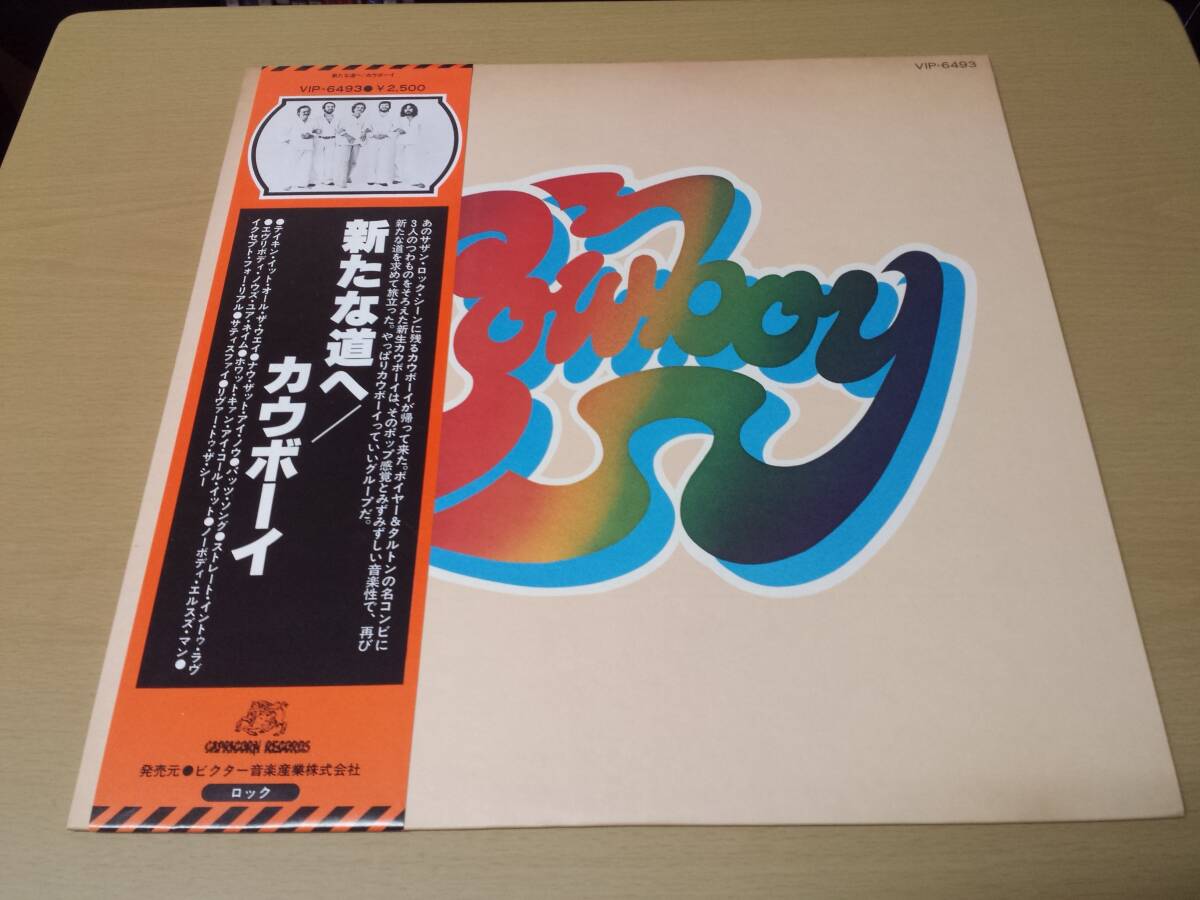 新たな道へ/カウボーイ
VIP-6493●￥2,500
あのサザン・ロック・シーンに残るカウボーイが帰って来た。ボイヤー&タルトンの名コンビに
3人のつわものをそろえた新生カウボーイは、そのポップ感覚とみずみずしい音楽性で、再び
新たな道を求めて旅立った。やっぱりカウボーイっていいグループだ。
新たな道へ/
カウボーイ
●テイキン・イット・オール・ザ・ウエイ●ナウ・ザット・アイ・ノウ●パッツ・ソング●ストレート・イントゥ・ラヴ
●エヴリボディ・ノウズ・ユア・ネイム●ホワット・キャン・アイ・コール・イット●ノーボディ・エルスズ・マン●
イクセプト・フォー・リアル●サティスファイ●リヴァー・トゥ・ザ・シー
CAPRICORN RECORDS
発売元●ビクター音楽産業株式会社
ロック
VIP-6493
Cowboy